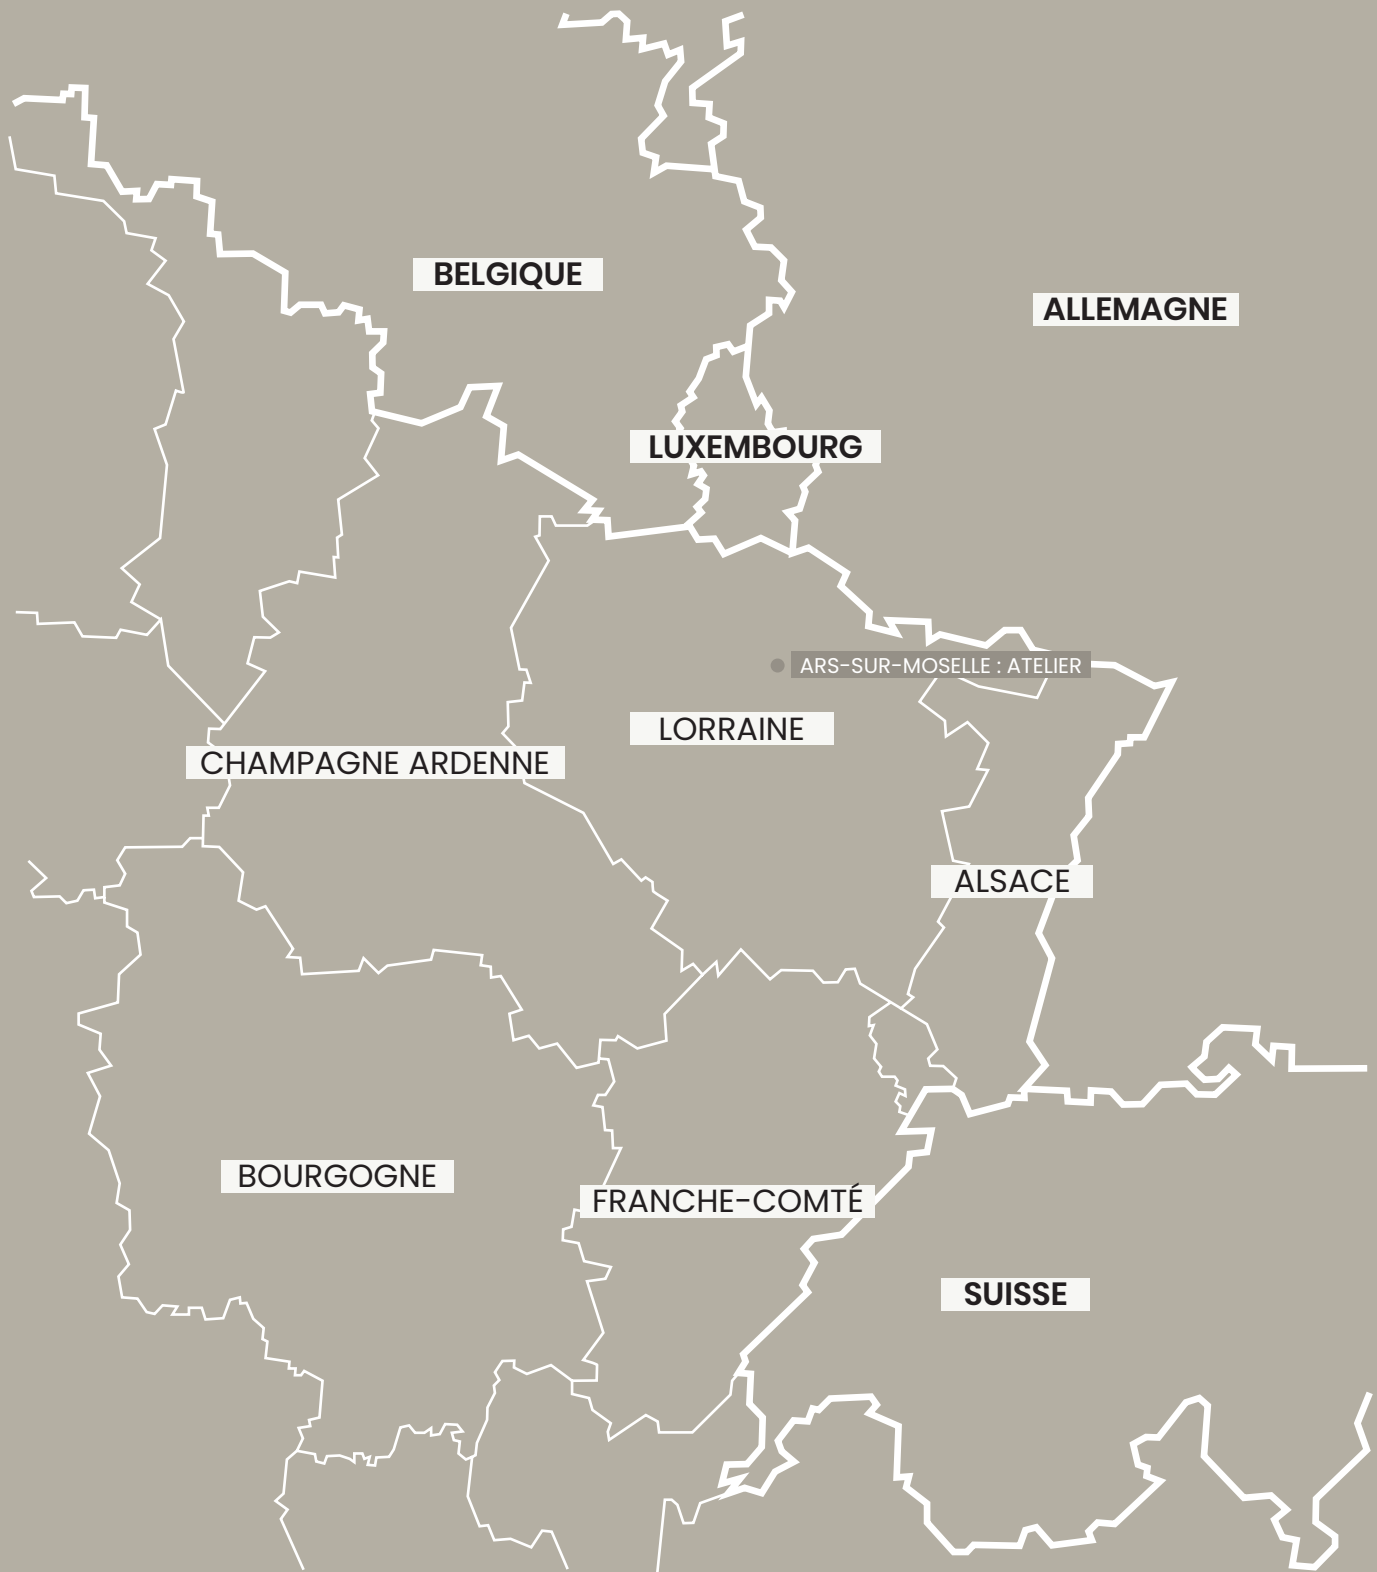 BELGIQUE
ALLEMAGNE
LUXEMBOURG
ARS-SUR-MOSELLE : ATELIER
LORRAINE
CHAMPAGNE ARDENNE
ALSACE
BOURGOGNE
FRANCHE-COMTÉ
SUISSE